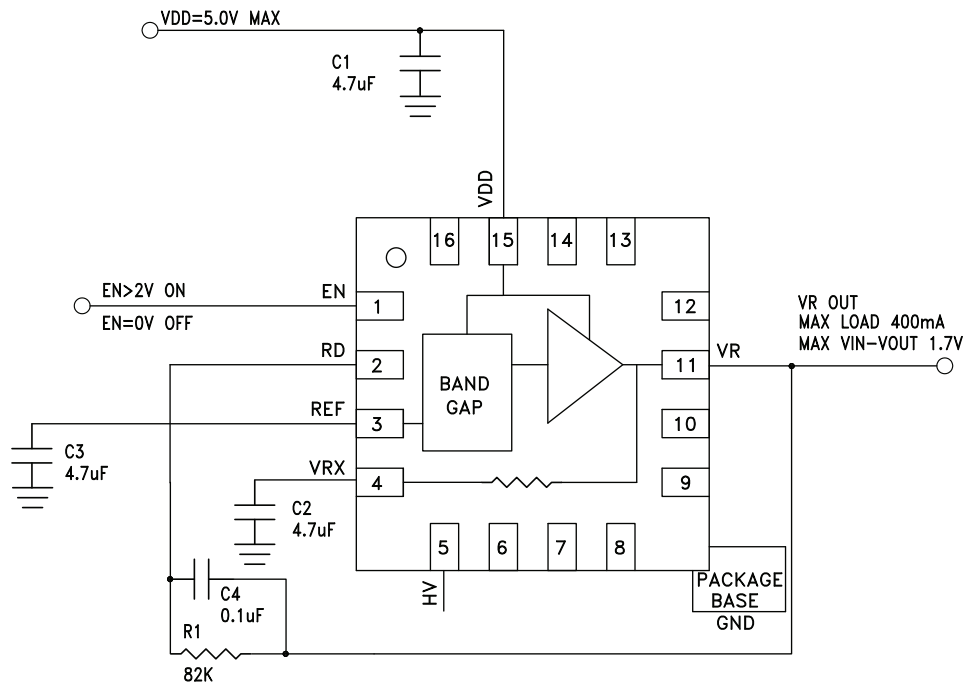 VDD=5.0V MAX
C1
4.7uF
VDD
16
15
14
13
EN>2V ON
EN=0V OFF
EN
1
12
VR OUT
MAX LOAD 400mA
MAX VIN-VOUT 1.7V
RD
2
BAND
GAP
11
VR
REF
3
10
C3
4.7uF
VRX
4
9
C2
4.7uF
5
6
7
8
HV
PACKAGE
BASE
GND
C4
0.1uF
R1
82K